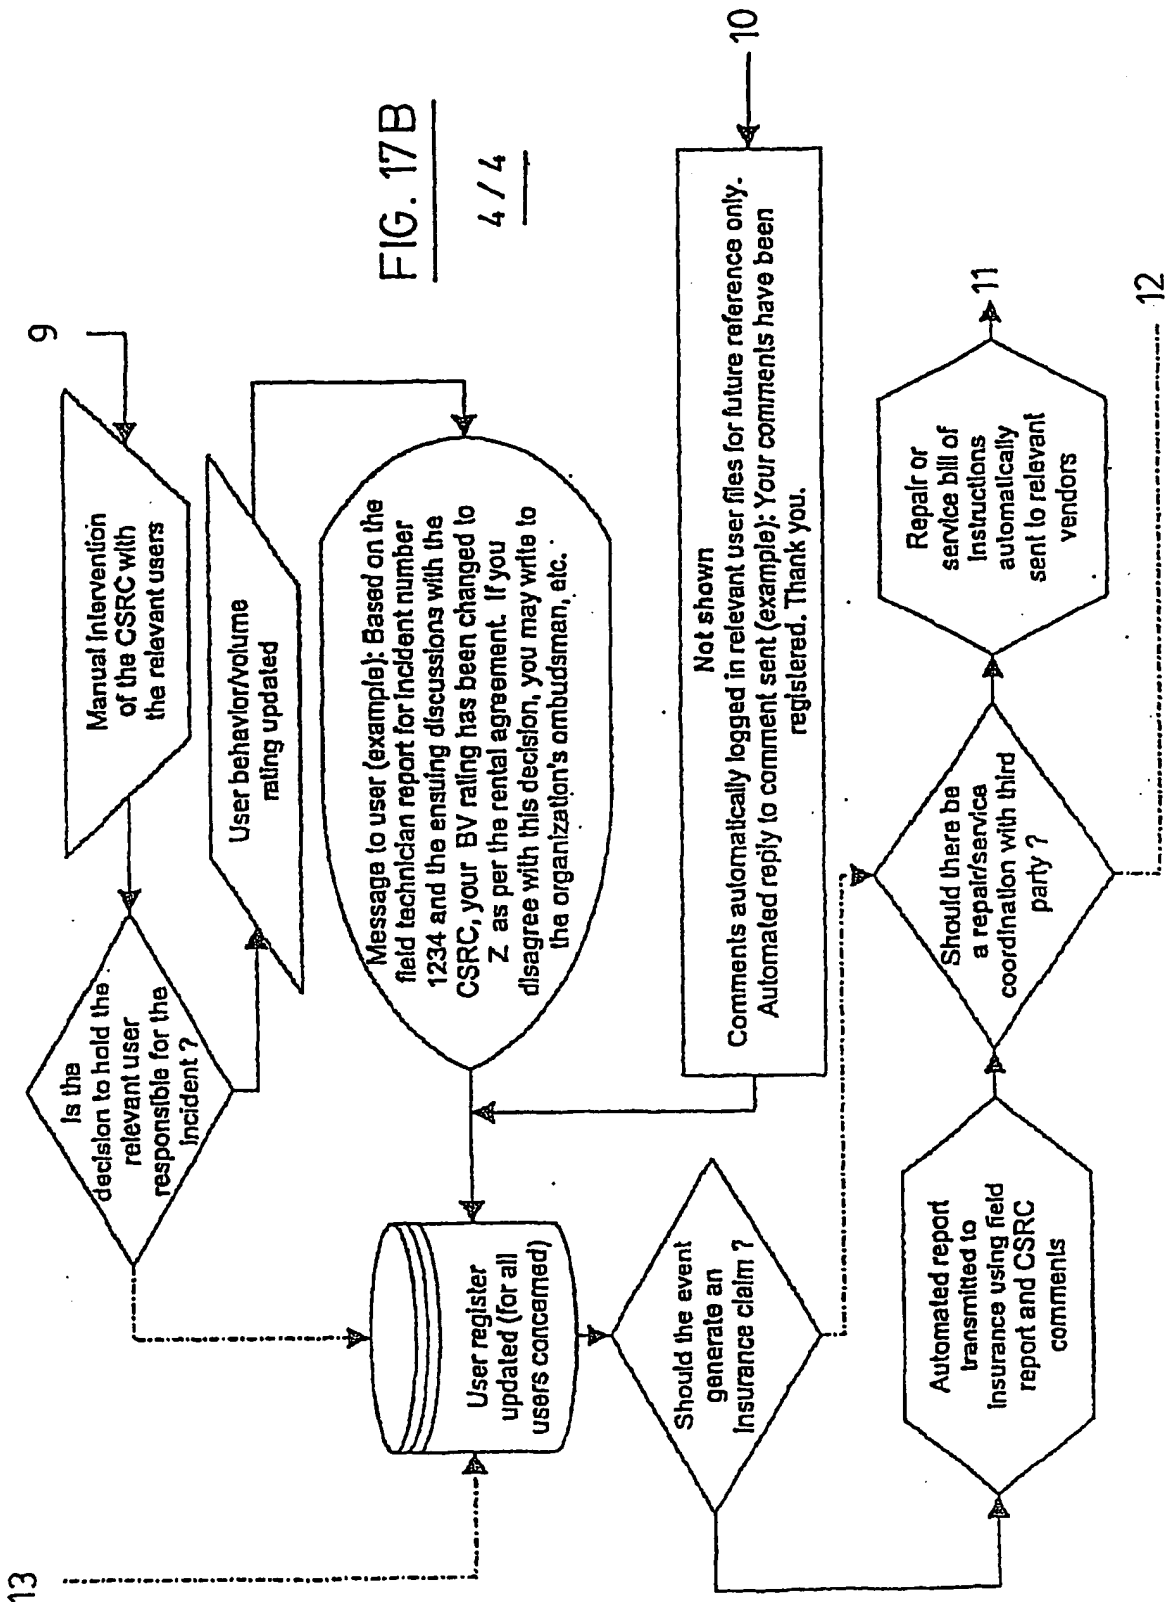 13
9
Manual Intervention
of the CSRC with
the relevant users
Is the
decision to hold the
relevant user
responsible for the
incident ?
User behavior/volume
rating updated
FIG. 17B
4 / 4
Message to user (example): Based on the
field technician report for incident number
1234 and the ensuing discussions with the
CSRC, your BV rating has been changed to
Z as per the rental agreement. If you
disagree with this decision, you may write to
the organization's ombudsman, etc.
User register
updated (for all
users concerned)
Not shown
Comments automatically logged in relevant user files for future reference only.
Automated reply to comment sent (example): Your comments have been
registered. Thank you.
10
Should the event
generate an
Insurance claim ?
Automated report
transmitted to
Insurance using field
report and CSRC
comments
Should there be
a repair/service
coordination with third
party ?
Repair or
service bill of
Instructions
automatically
sent to relevant
vendors
11
12